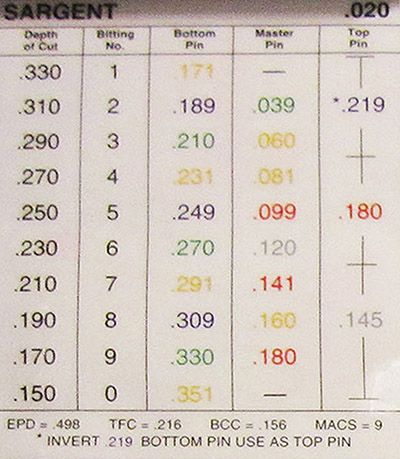 SARGENT .020
Depth of Cut Bitting No. Bottom Pin Master Pin Top Pin
.330 1 .171 —
.310 2 .189 .039 *.219
.290 3 .210 .060
.270 4 .231 .081
.250 5 .249 .099 .180
.230 6 .270 .120
.210 7 .291 .141
.190 8 .309 .160 .145
.170 9 .330 .180
.150 0 .351 —
EPD = .498 TFC = .216 BCC = .156 MACS = 9
* INVERT .219 BOTTOM PIN USE AS TOP PIN